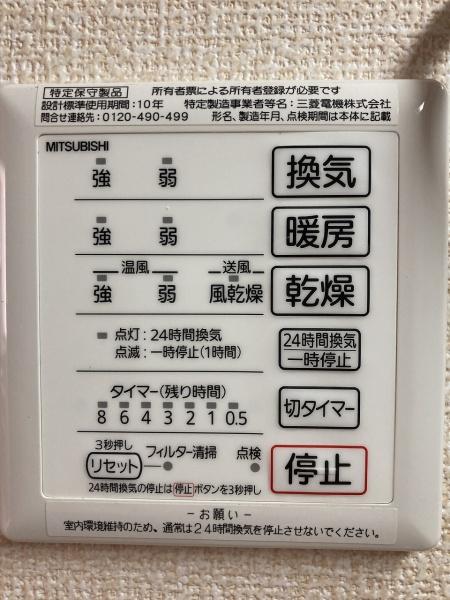 特定保守製品 所有者票による所有者登録が必要です
設計標準使用期間：10年 特定製造事業者等名：三菱電機株式会社
問合せ連絡先：0120-490-499 形名、製造年月、点検期間は本体に記載
MITSUBISHI
強 弱 換気
強 弱 暖房
温風 送風
強 弱 風乾燥 乾燥
点灯：24時間換気
点滅：一時停止(1時間)
24時間換気
一時停止
タイマー(残り時間)
8 6 4 3 2 1 0.5
切タイマー
3秒押し
リセット フィルター清掃 点検
停止
24時間換気の停止は停止ボタンを3秒押し
－お願い－
室内環境維持のため、通常は24時間換気を停止させないでください。